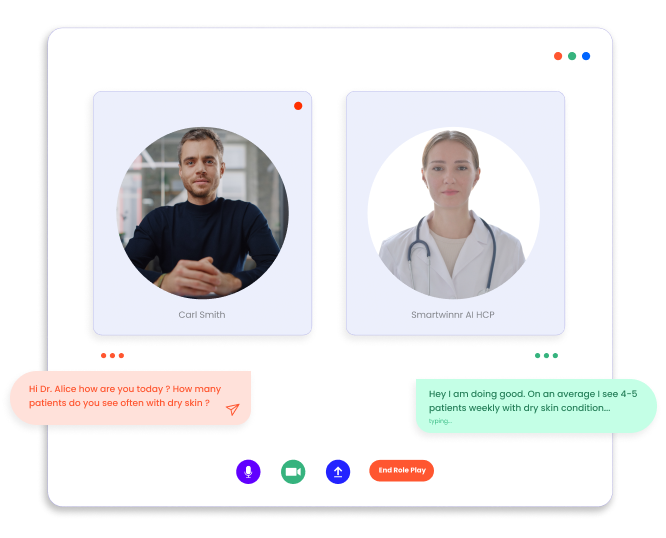 Carl Smith
Smartwinnr AI HCP
Hi Dr. Alice how are you today ? How many
patients do you see often with dry skin ?
Hey I am doing good. On an average I see 4-5
patients weekly with dry skin condition...
typing...
End Role Play